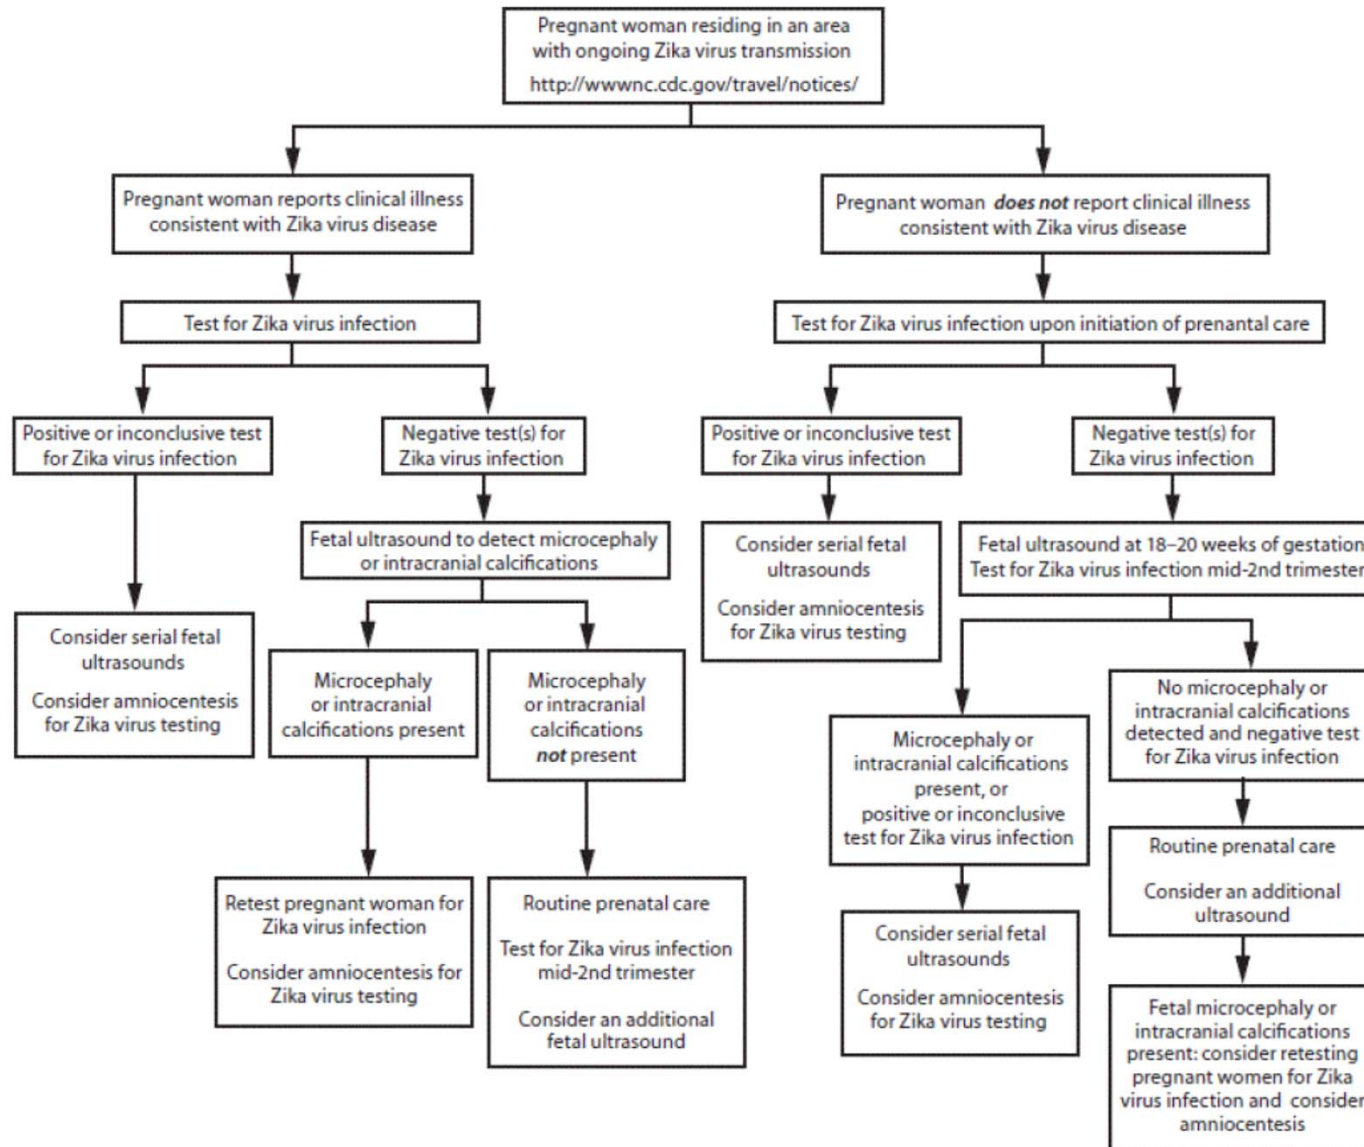 Pregnant woman residing in an area
with ongoing Zika virus transmission
http://wwwnc.cdc.gov/travel/notices/
Pregnant woman reports clinical illness
consistent with Zika virus disease
Pregnant woman does not report clinical illness
consistent with Zika virus disease
Test for Zika virus infection
Test for Zika virus infection upon initiation of prenantal care
Positive or inconclusive test
for Zika virus infection
Negative test(s) for
Zika virus infection
Positive or inconclusive test
for Zika virus infection
Negative test(s) for
Zika virus infection
Fetal ultrasound to detect microcephaly
or intracranial calcifications
Consider serial fetal
ultrasounds
Consider amniocentesis
for Zika virus testing
Fetal ultrasound at 18–20 weeks of gestation
Test for Zika virus infection mid-2nd trimester
Consider serial fetal
ultrasounds
Consider amniocentesis
for Zika virus testing
Microcephaly
or intracranial
calcifications present
Microcephaly
or intracranial
calcifications
not present
Microcephaly or
intracranial calcifications
present, or
positive or inconclusive
test for Zika virus infection
No microcephaly or
intracranial calcifications
detected and negative test
for Zika virus infection
Routine prenatal care
Consider an additional
ultrasound
Retest pregnant woman for
Zika virus infection
Consider amniocentesis for
Zika virus testing
Routine prenatal care
Test for Zika virus infection
mid-2nd trimester
Consider an additional
fetal ultrasound
Consider serial fetal
ultrasounds
Consider amniocentesis
for Zika virus testing
Fetal microcephaly or
intracranial calcifications
present: consider retesting
pregnant women for Zika
virus infection and consider
amniocentesis